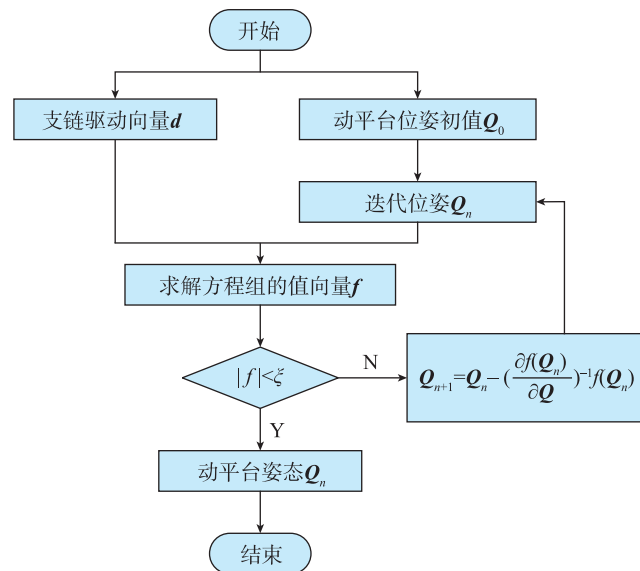 开始
支链驱动向量d
动平台位姿初值Q₀
迭代位姿Qₙ
求解方程组的值向量f
|f|<ξ
N
Qₙ₊₁=Qₙ-(∂f(Qₙ)/∂Q)⁻¹f(Qₙ)
Y
动平台姿态Qₙ
结束